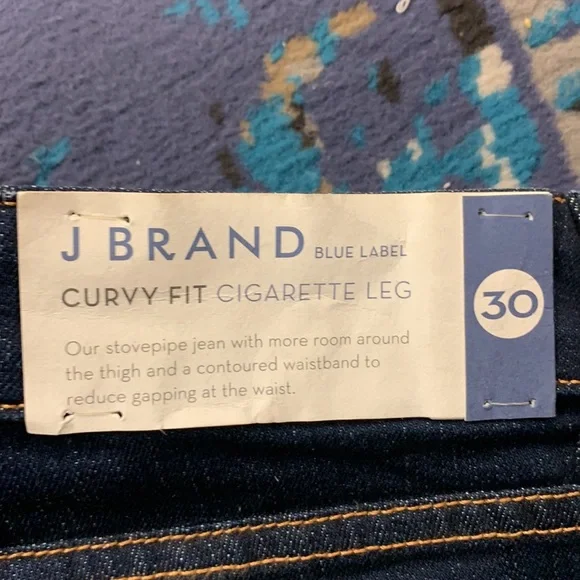 J BRAND BLUE LABEL
CURVY FIT CIGARETTE LEG
30
Our stovepipe jean with more room around
the thigh and a contoured waistband to
reduce gapping at the waist.